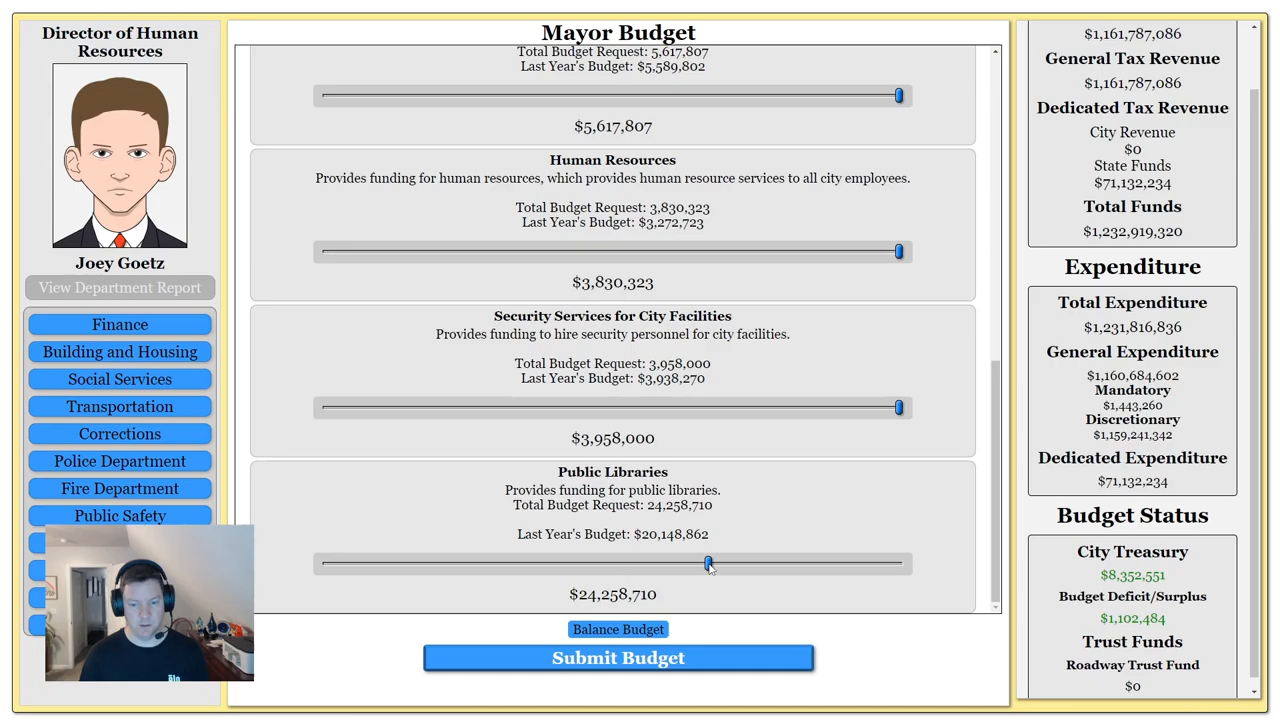 Director of Human
Resources
Joey Goetz
View Department Report
Finance
Building and Housing
Social Services
Transportation
Corrections
Police Department
Fire Department
Public Safety
Mayor Budget
Total Budget Request: 5,617,807
Last Year's Budget: $5,589,802
$5,617,807
Human Resources
Provides funding for human resources, which provides human resource services to all city employees.
Total Budget Request: 3,830,323
Last Year's Budget: $3,272,723
$3,830,323
Security Services for City Facilities
Provides funding to hire security personnel for city facilities.
Total Budget Request: 3,958,000
Last Year's Budget: $3,938,270
$3,958,000
Public Libraries
Provides funding for public libraries.
Total Budget Request: 24,258,710
Last Year's Budget: $20,148,862
$24,258,710
Balance Budget
Submit Budget
$1,161,787,086
General Tax Revenue
$1,161,787,086
Dedicated Tax Revenue
City Revenue
$0
State Funds
$71,132,234
Total Funds
$1,232,919,320
Expenditure
Total Expenditure
$1,231,816,836
General Expenditure
$1,160,684,602
Mandatory
$1,443,260
Discretionary
$1,159,241,342
Dedicated Expenditure
$71,132,234
Budget Status
City Treasury
$8,352,551
Budget Deficit/Surplus
$1,102,484
Trust Funds
Roadway Trust Fund
$0